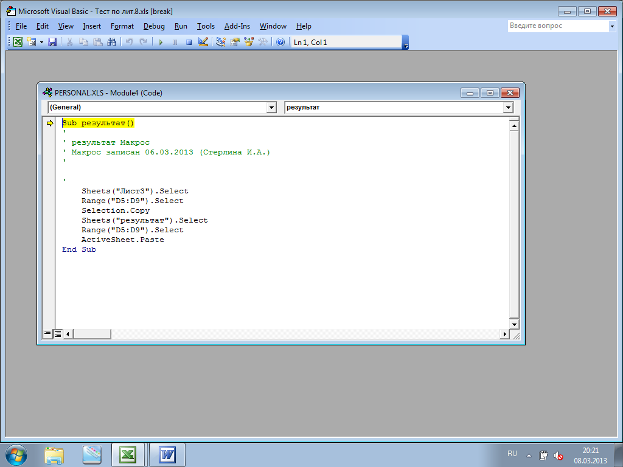 Microsoft Visual Basic - Тест по лит.8.xls [break]
File Edit View Insert Format Debug Run Tools Add-Ins Window Help
Введите вопрос
Ln 1, Col 1
PERSONAL.XLS - Module4 (Code)
(General) результат
Sub результат()
'
' результат Макрос
' Макрос записан 06.03.2013 (Стерлина И.А.)
'
'
Sheets("Лист3").Select
Range("D5:D9").Select
Selection.Copy
Sheets("результат").Select
Range("D5:D9").Select
ActiveSheet.Paste
End Sub
RU
20:21
08.03.2013